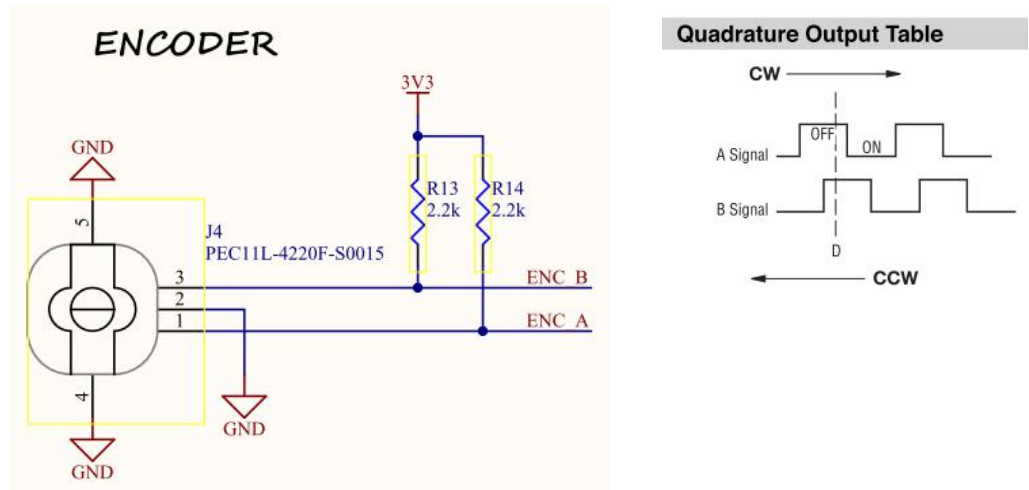 ENCODER
3V3
GND
5
R13
2.2k
R14
2.2k
J4
PEC11L-4220F-S0015
3
ENC B
2
1
ENC A
4
GND
GND
Quadrature Output Table
CW
OFF
ON
A Signal
B Signal
D
CCW